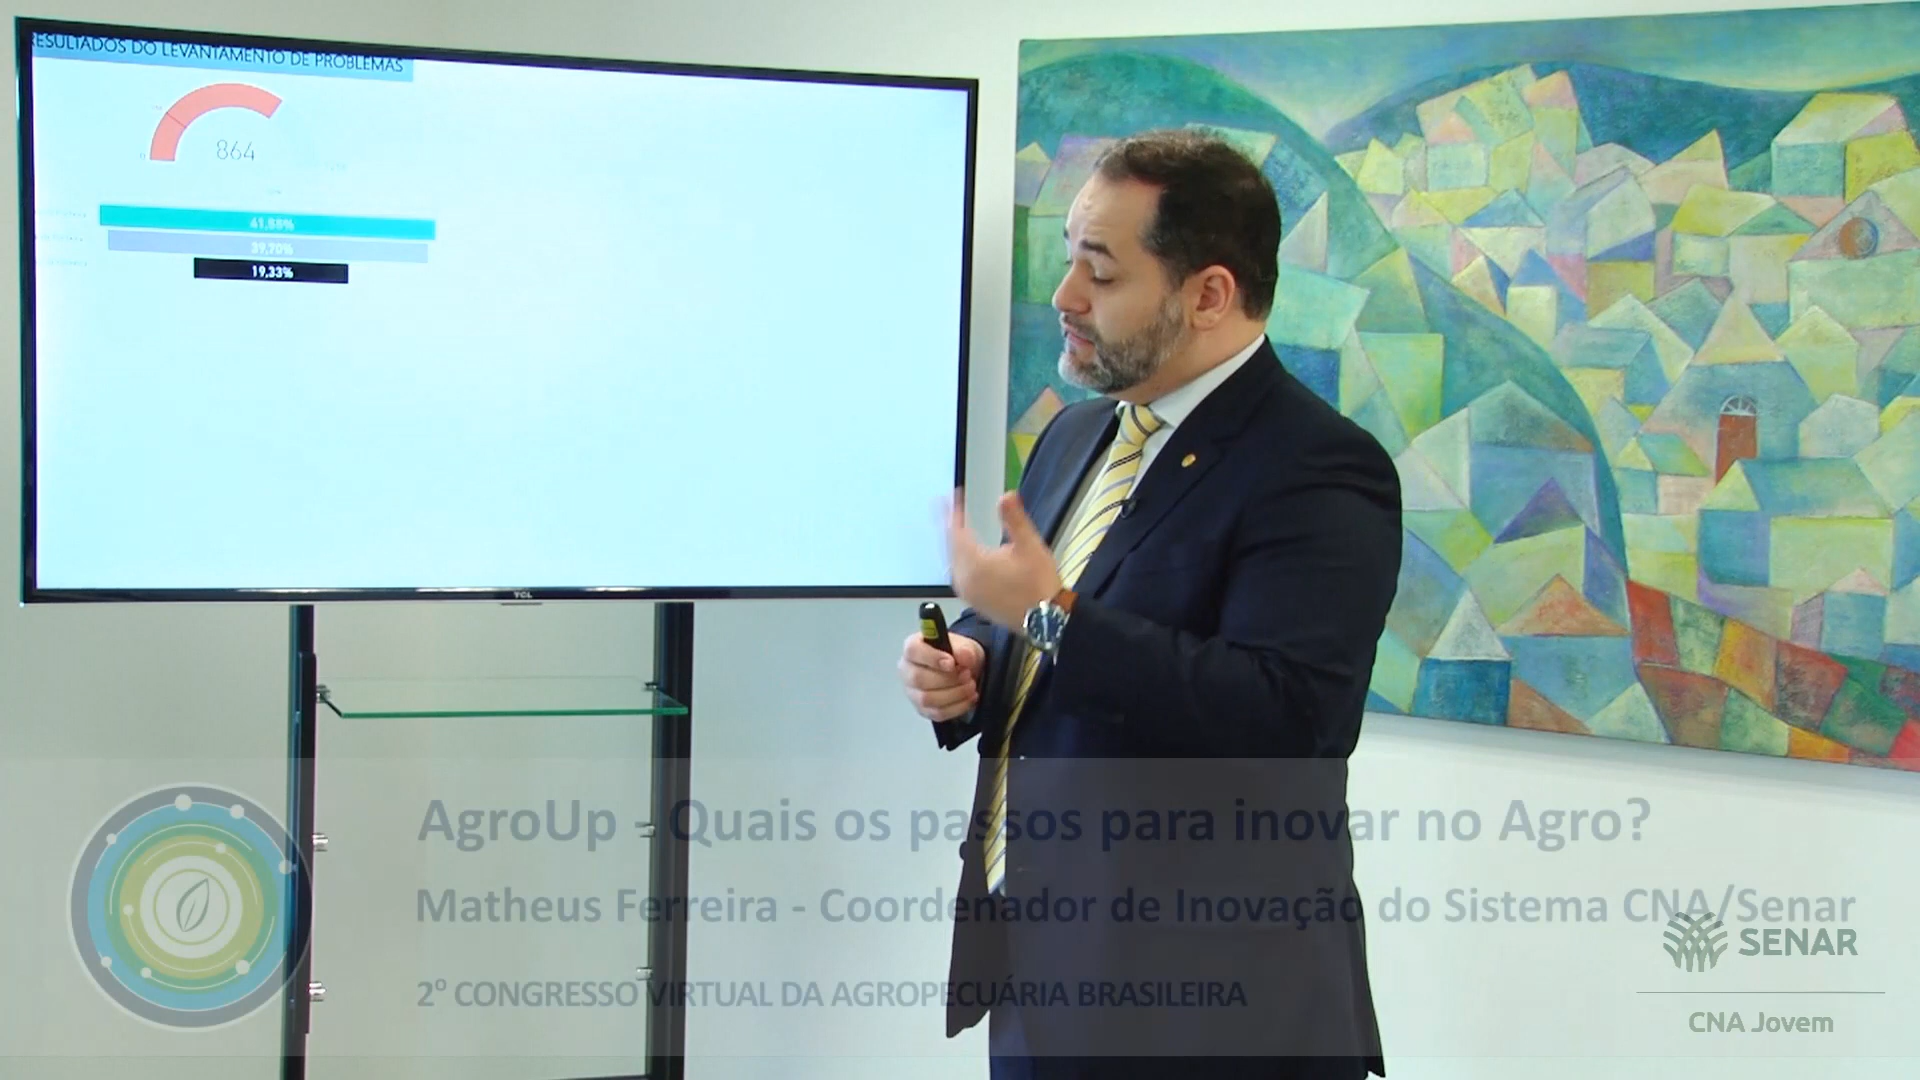 RESULTADOS DO LEVANTAMENTO DE PROBLEMAS
0
864
41,55%
39,70%
19,33%
TCL
AgroUp - Quais os passos para inovar no Agro?
Matheus Ferreira - Coordenador de Inovação do Sistema CNA/Senar
2º CONGRESSO VIRTUAL DA AGROPECUÁRIA BRASILEIRA
SENAR
CNA Jovem